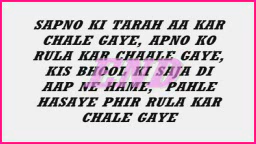 SAPNO KI TARAH AA KAR
CHALE GAYE, APNO KO
RULA KAR CHAALE GAYE,
KIS BHOOL KI SAJA DI
AAP NE HAME, PAHLE
HASAYE PHIR RULA KAR
CHALE GAYE
GND